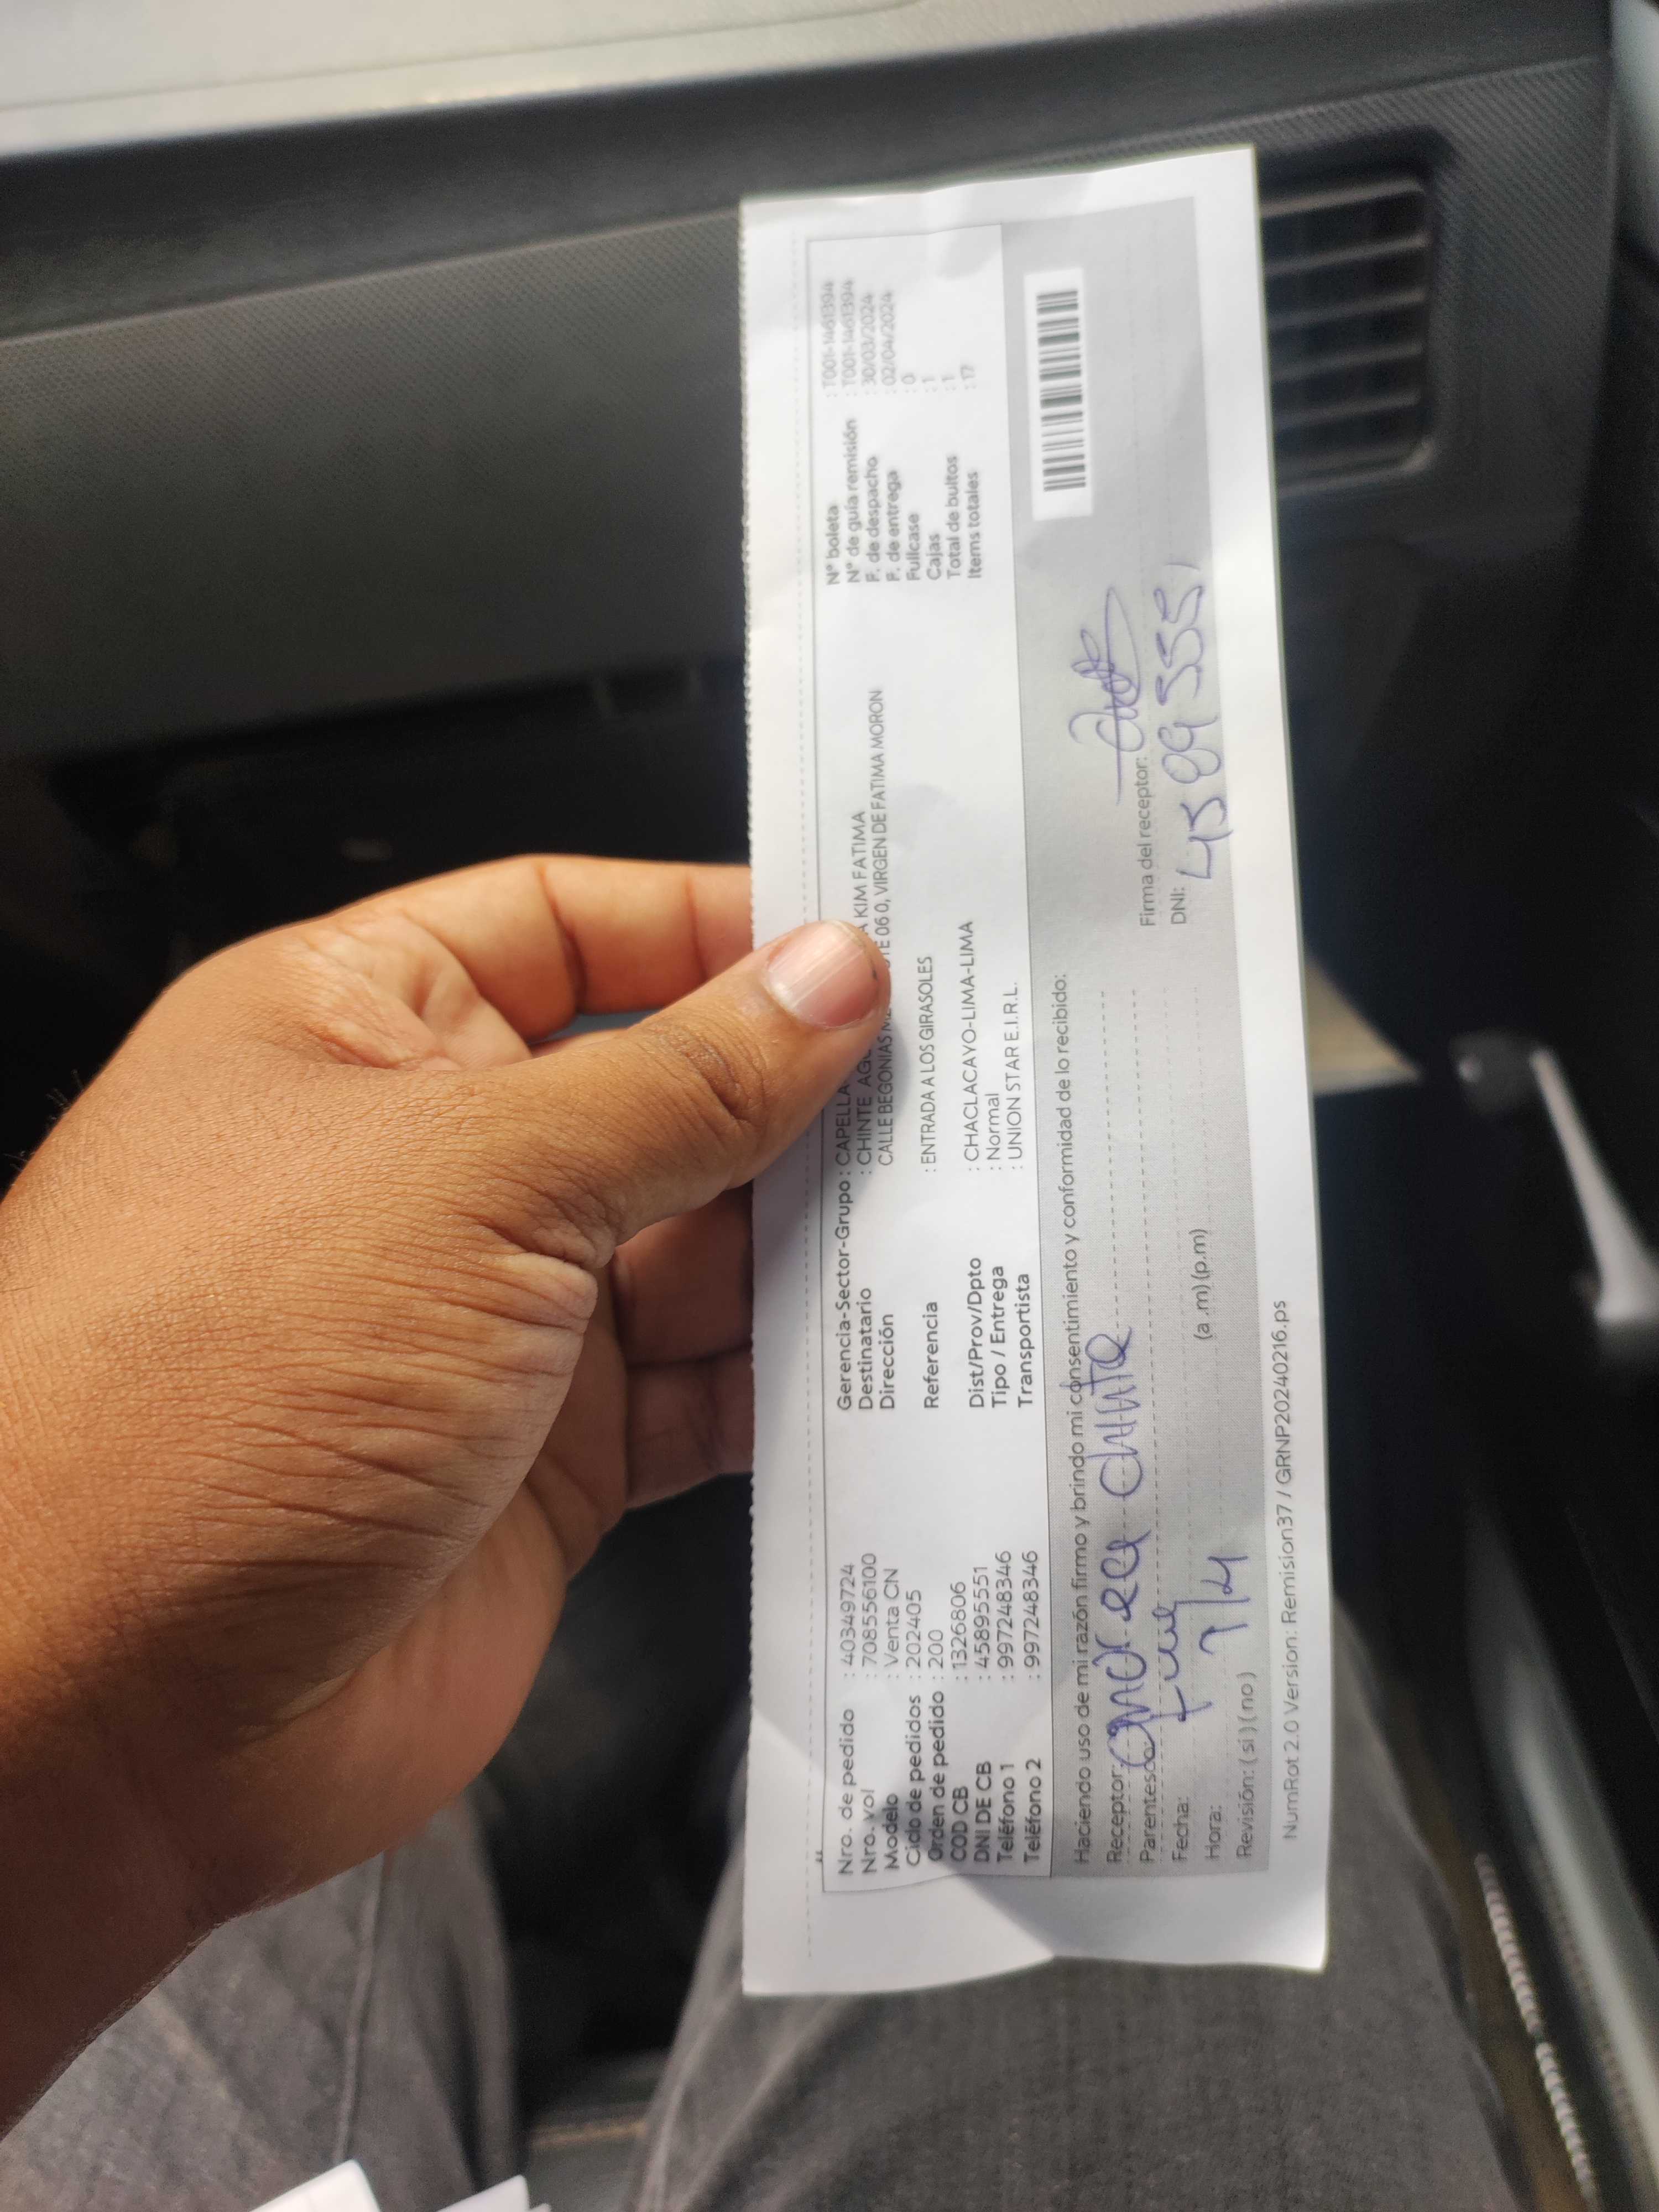 Nro. de pedido : 40349724
Nro. vol : 708556100
Modelo : Venta CN
Ciclo de pedidos : 202405
Orden de pedido : 200
COD CB : 1326806
DNI DE CB : 45895551
Teléfono 1 : 997248346
Teléfono 2 : 997248346
Gerencia-Sector-Grupo : CAPELLA
Destinatario : CHINTE KIM FATIMA
Dirección CALLE BEGONIAS 06 0, VIRGEN DE FATIMA MORON
Referencia : ENTRADA A LOS GIRASOLES
Dist/Prov/Dpto : CHACLACAYO-LIMA-LIMA
Tipo / Entrega : Normal
Transportista : UNION STAR E.I.R.L.
N° boleta : T001-1461394
N° de guía remisión : T001-1461394
F. de despacho : 30/03/2024
F. de entrega : 02/04/2024
Fullcase : 0
Cajas : 1
Total de bultos : 1
Items totales : 17
Haciendo uso de mi razón firmo y brindo mi consentimiento y conformidad de lo recibido:
Receptor: Chinte
Parentesco:
Fecha:
Hora: (a .m) (p.m)
Revisión: ( si ) ( no )
Firma del receptor:
DNI: 45895551
NumRot 2.0 Version: Remision37 / GRNP20240216.ps